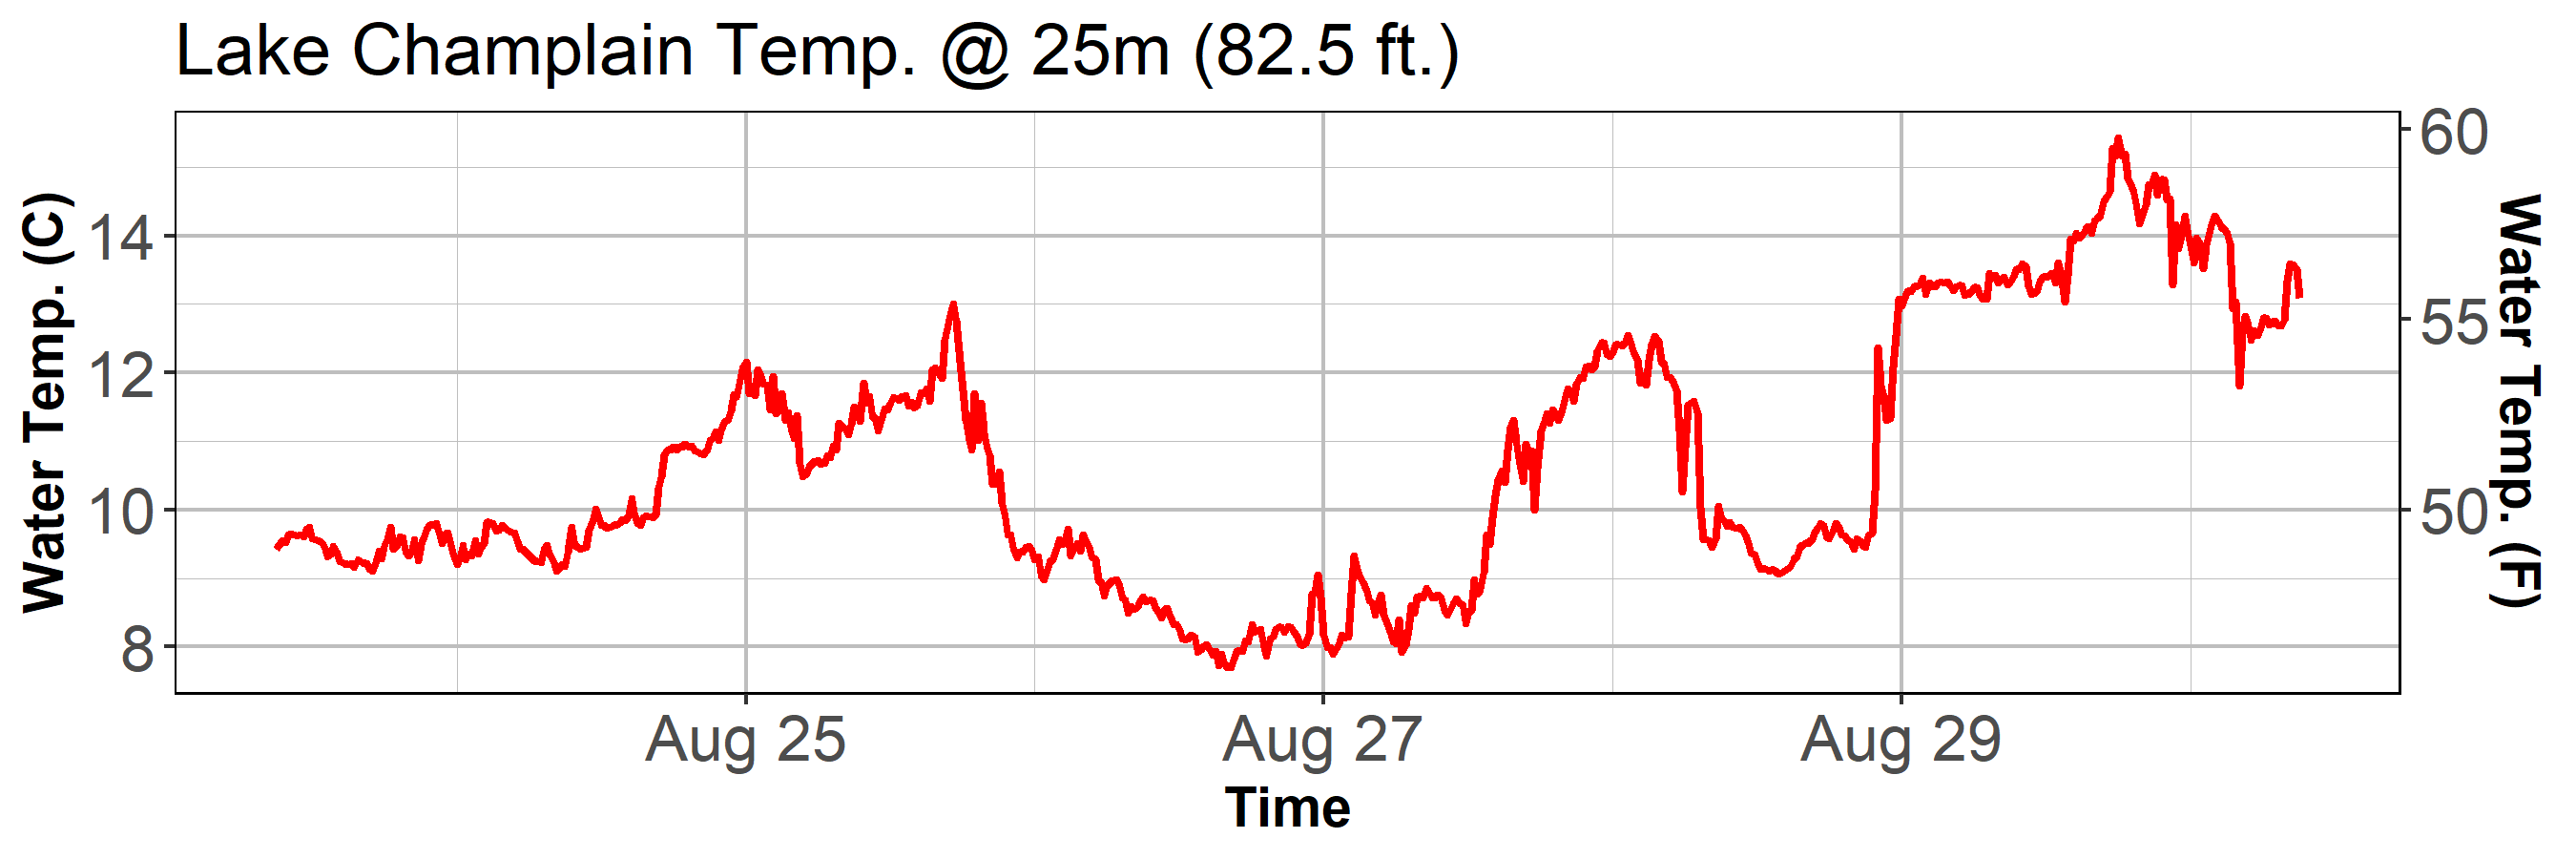 Lake Champlain Temp. @ 25m (82.5 ft.)
Water Temp. (C)
14
12
10
8
60
55
50
Water Temp. (F)
Aug 25
Aug 27
Aug 29
Time